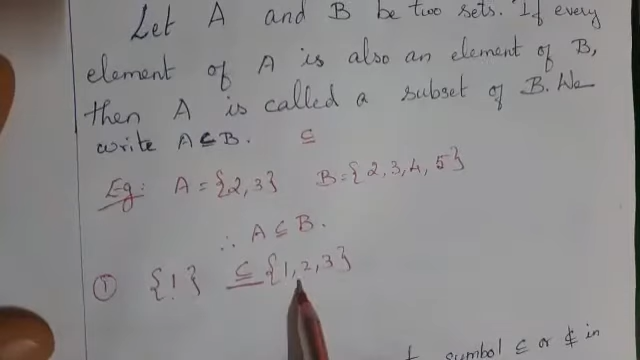 Let A and B be two sets. If every
element of A is also an element of B,
then A is called a subset of B. We
write A⊆B. ⊆
Eg: A = {2, 3} B = {2, 3, 4, 5}
∴ A ⊆ B.
① {1} ⊆ {1, 2, 3}
symbol ⊆ or ⊄ in